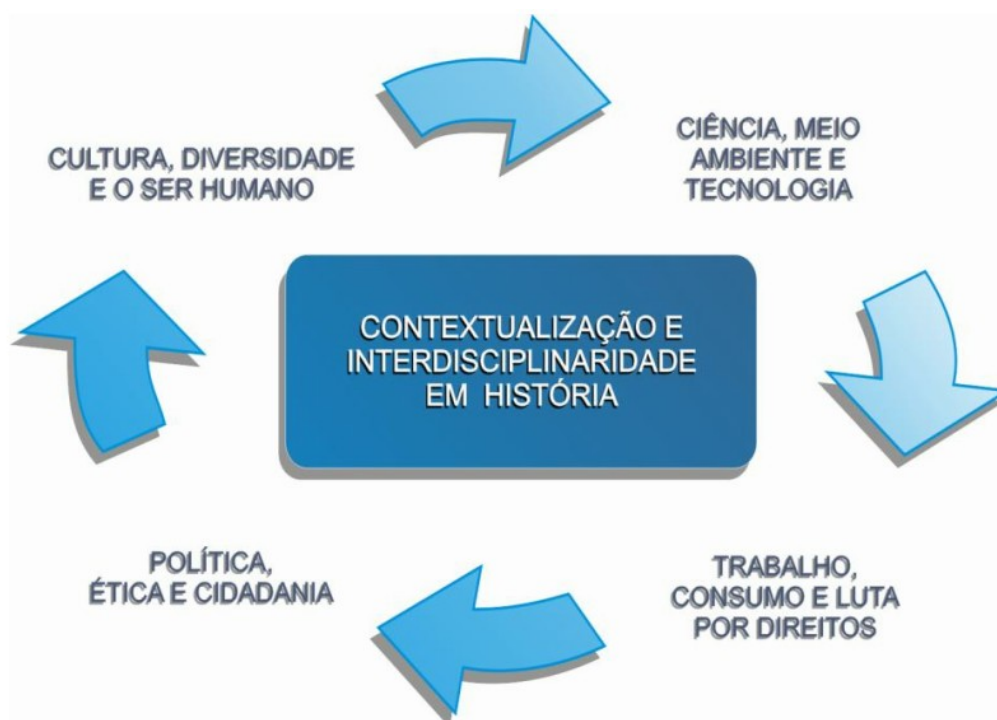 CULTURA, DIVERSIDADE
E O SER HUMANO
CIÊNCIA, MEIO
AMBIENTE E
TECNOLOGIA
CONTEXTUALIZAÇÃO E
INTERDISCIPLINARIDADE
EM HISTÓRIA
POLÍTICA,
ÉTICA E CIDADANIA
TRABALHO,
CONSUMO E LUTA
POR DIREITOS